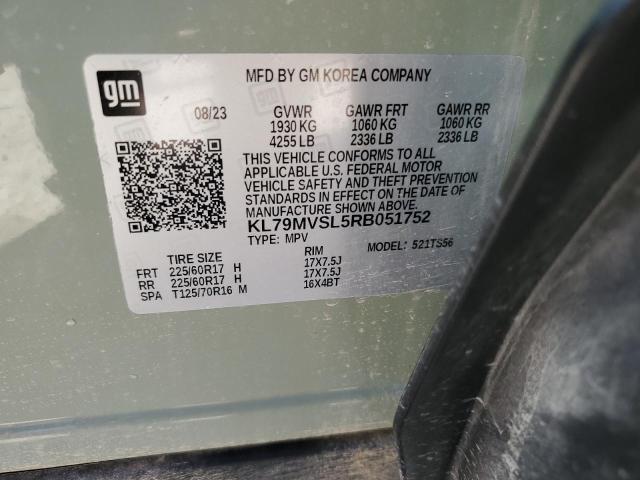 gm
MFD BY GM KOREA COMPANY
08/23 GVWR GAWR FRT GAWR RR
1930 KG 1060 KG 1060 KG
4255 LB 2336 LB 2336 LB
THIS VEHICLE CONFORMS TO ALL
APPLICABLE U.S. FEDERAL MOTOR
VEHICLE SAFETY AND THEFT PREVENTION
STANDARDS IN EFFECT ON THE DATE OF
MANUFACTURE SHOWN ABOVE.
KL79MVSL5RB051752
TYPE: MPV MODEL: 521TS56
TIRE SIZE RIM
FRT 225/60R17 H 17X7.5J
RR 225/60R17 H 17X7.5J
SPA T125/70R16 M 16X4BT